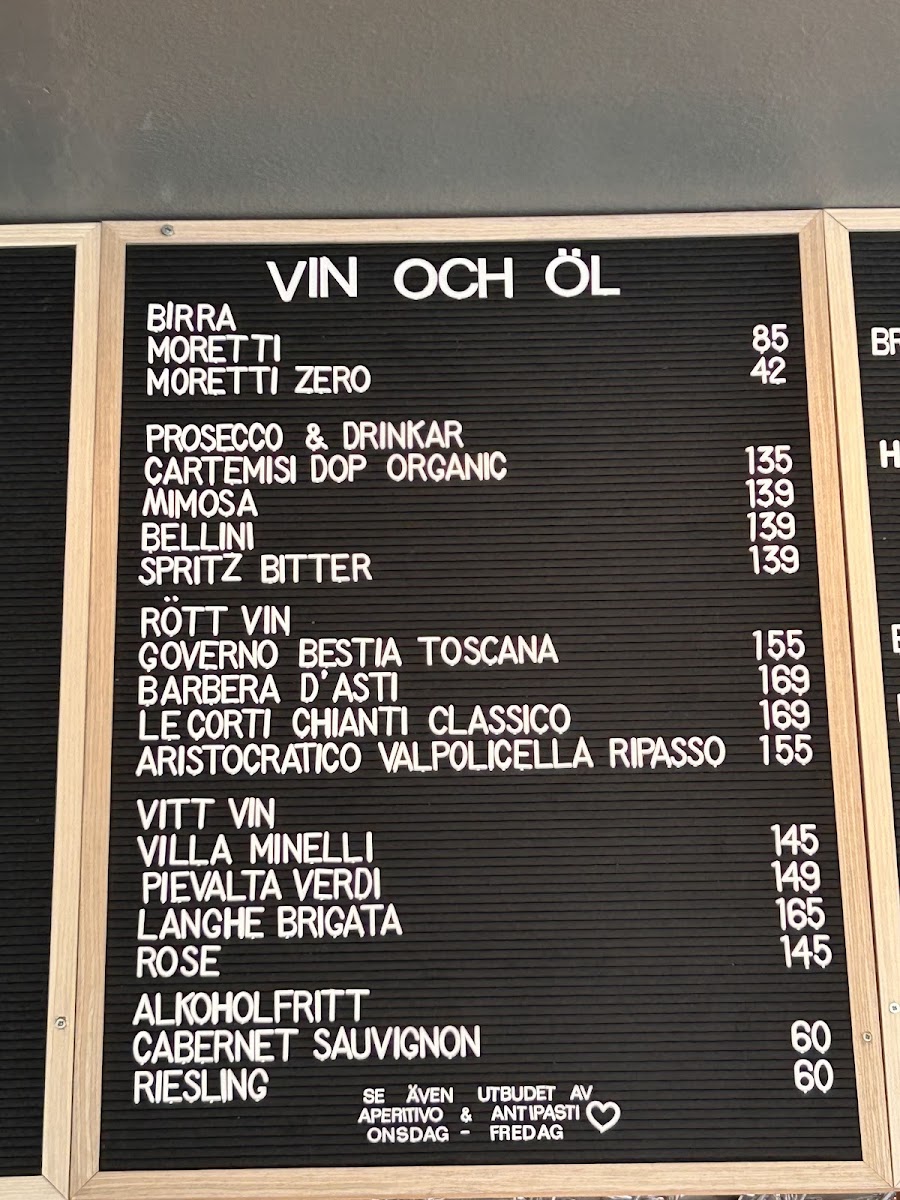 VIN OCH ÖL
BIRRA
MORETTI 85
MORETTI ZERO 42
PROSECCO & DRINKAR
CARTEMISI DOP ORGANIC 135
MIMOSA 139
BELLINI 139
SPRITZ BITTER 139
RÖTT VIN
GOVERNO BESTIA TOSCANA 155
BARBERA D'ASTI 169
LE CORTI CHIANTI CLASSICO 169
ARISTOCRATICO VALPOLICELLA RIPASSO 155
VITT VIN
VILLA MINELLI 145
PIEVALTA VERDI 149
LANGHE BRIGATA 165
ROSE 145
ALKOHOLFRITT
CABERNET SAUVIGNON 60
RIESLING 60
SE ÄVEN UTBUDET AV
APERITIVO & ANTIPASTI
ONSDAG - FREDAG